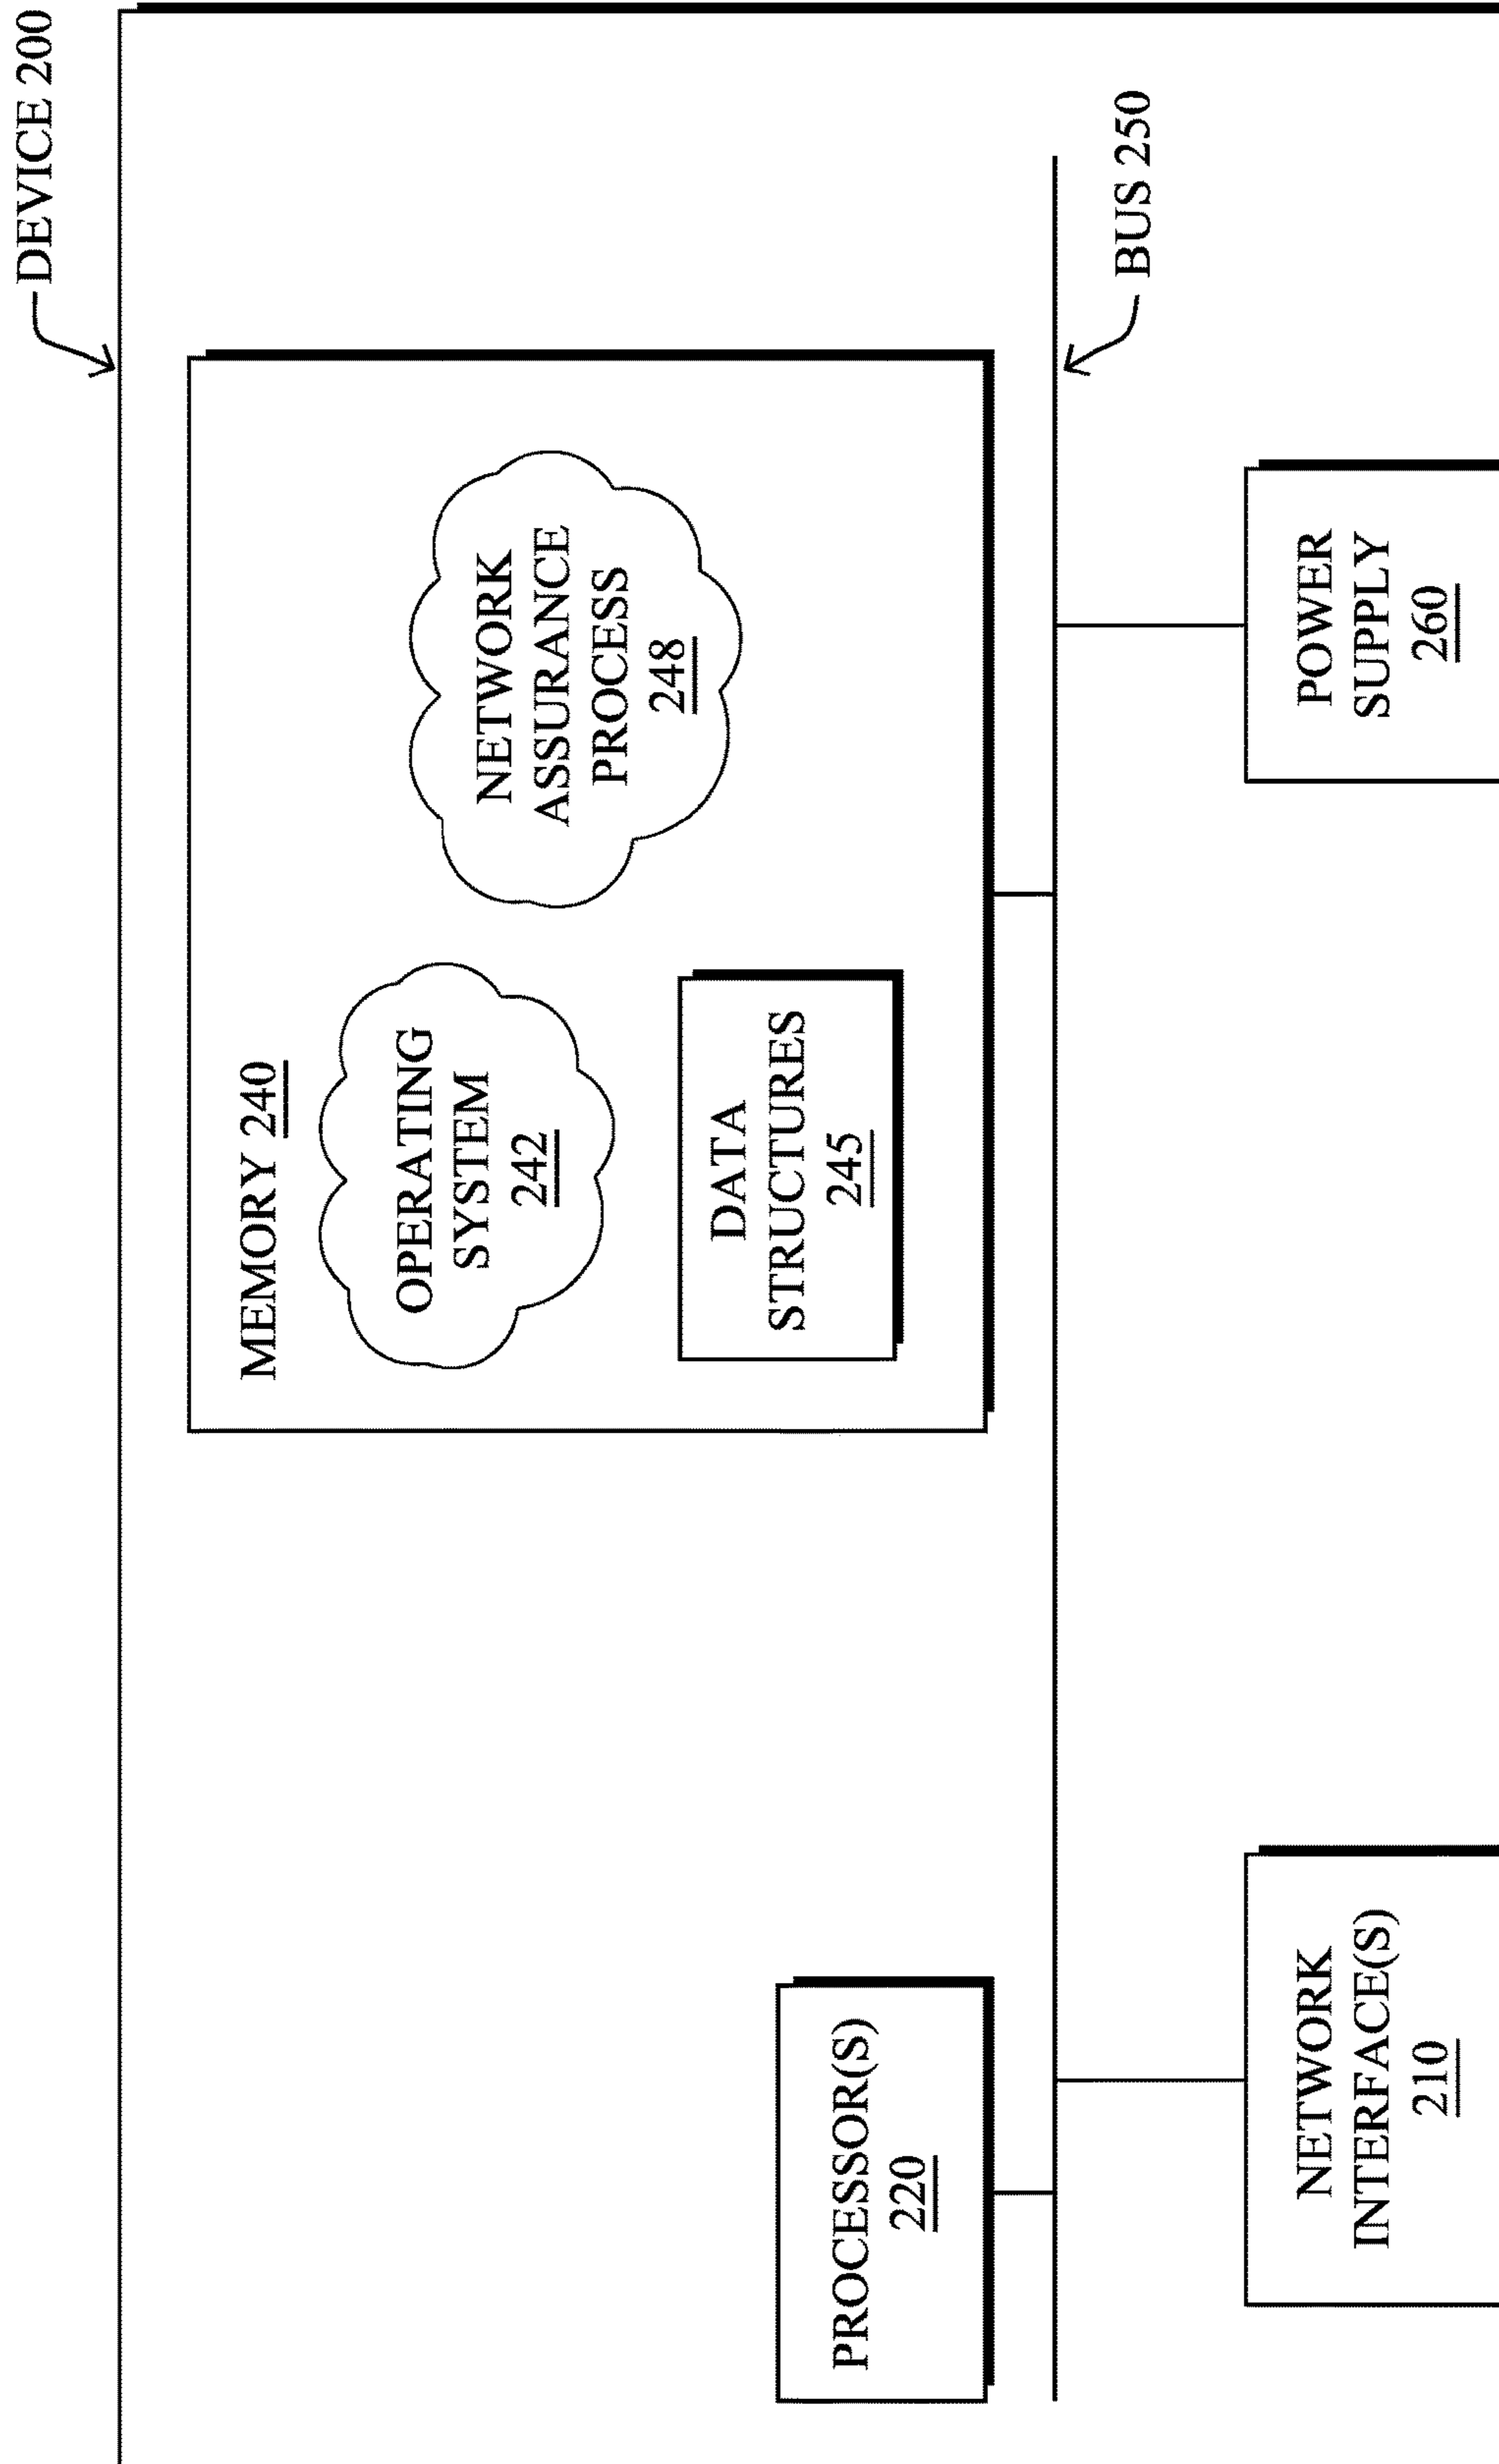 DEVICE 200
MEMORY 240
OPERATING
SYSTEM
242
NETWORK
ASSURANCE
PROCESS
248
DATA
STRUCTURES
245
PROCESSOR(S)
220
BUS 250
NETWORK
INTERFACE(S)
210
POWER
SUPPLY
260